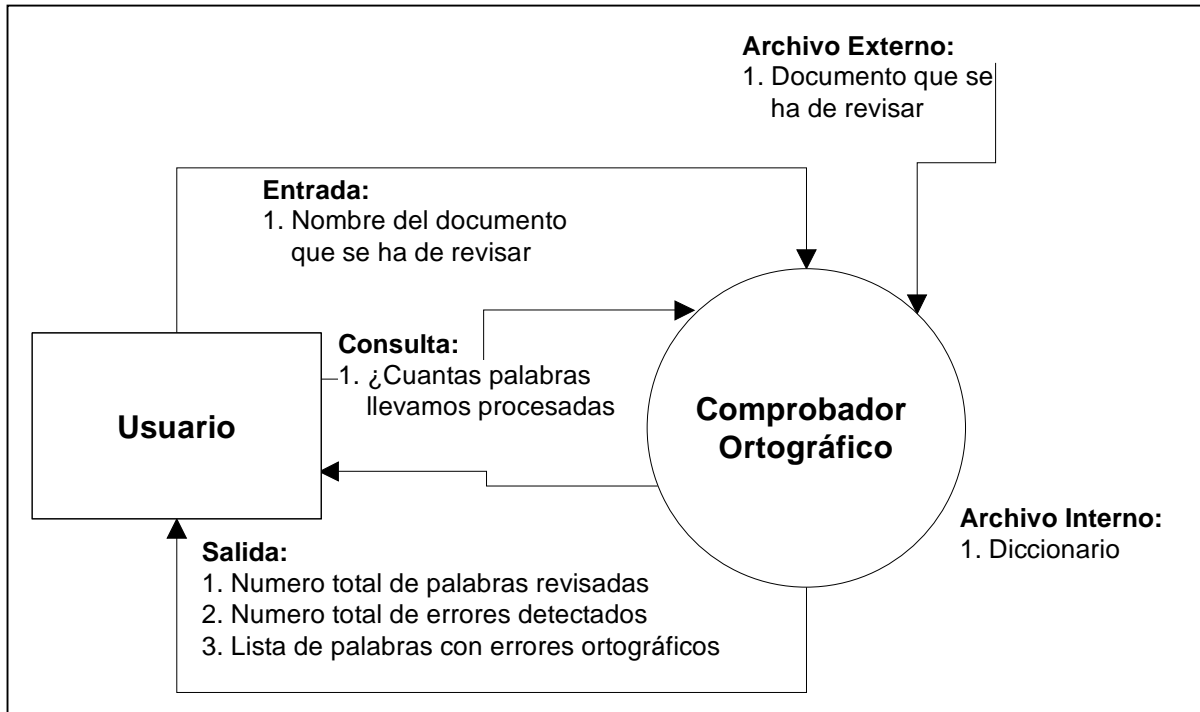 Archivo Externo:
1. Documento que se
ha de revisar
Entrada:
1. Nombre del documento
que se ha de revisar
Consulta:
1. ¿Cuantas palabras
llevamos procesadas
Usuario
Comprobador
Ortográfico
Archivo Interno:
1. Diccionario
Salida:
1. Numero total de palabras revisadas
2. Numero total de errores detectados
3. Lista de palabras con errores ortográficos